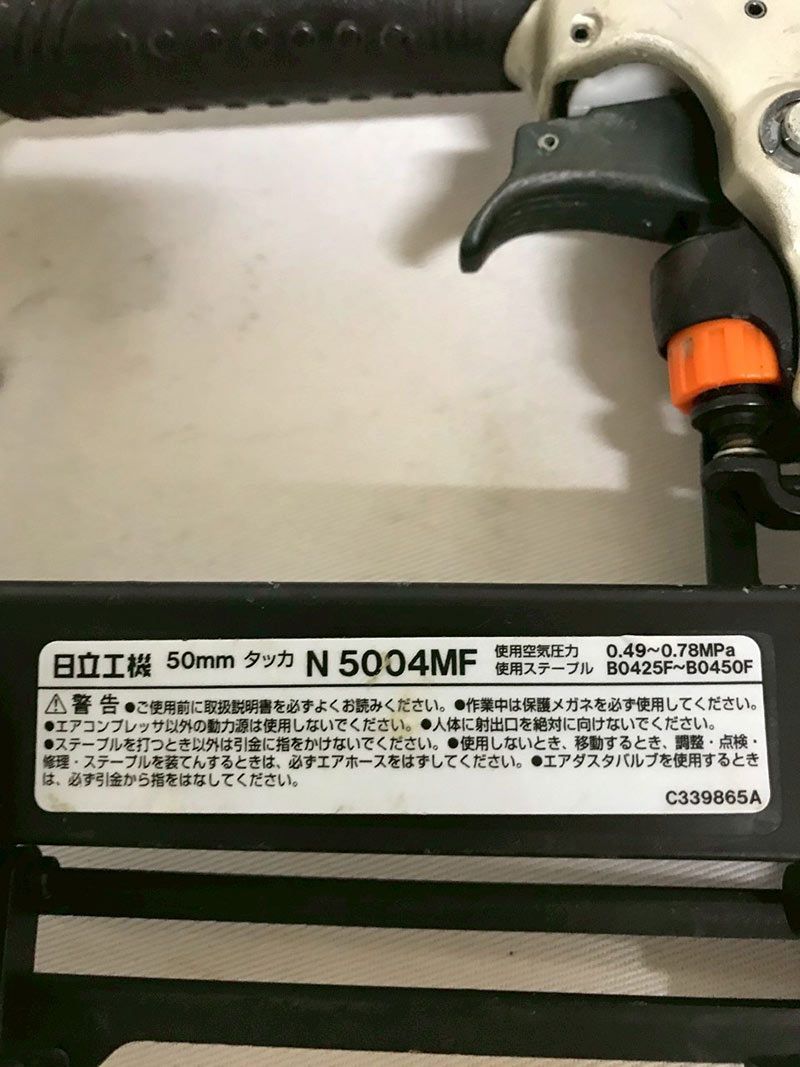 日立工機 50mm タッカ N 5004MF 使用空気圧力 0.49~0.78MPa
使用ステープル B0425F~B0450F
⚠警告 ●ご使用前に取扱説明書を必ずよくお読みください。●作業中は保護メガネを必ず使用してください。
●エアコンプレッサ以外の動力源は使用しないでください。●人体に射出口を絶対に向けないでください。
●ステープルを打つとき以外は引金に指をかけないでください。●使用しないとき、移動するとき、調整・点検・
修理・ステープルを装てんするときは、必ずエアホースをはずしてください。●エアダスタバルブを使用するとき
は、必ず引金から指をはなしてください。
C339865A